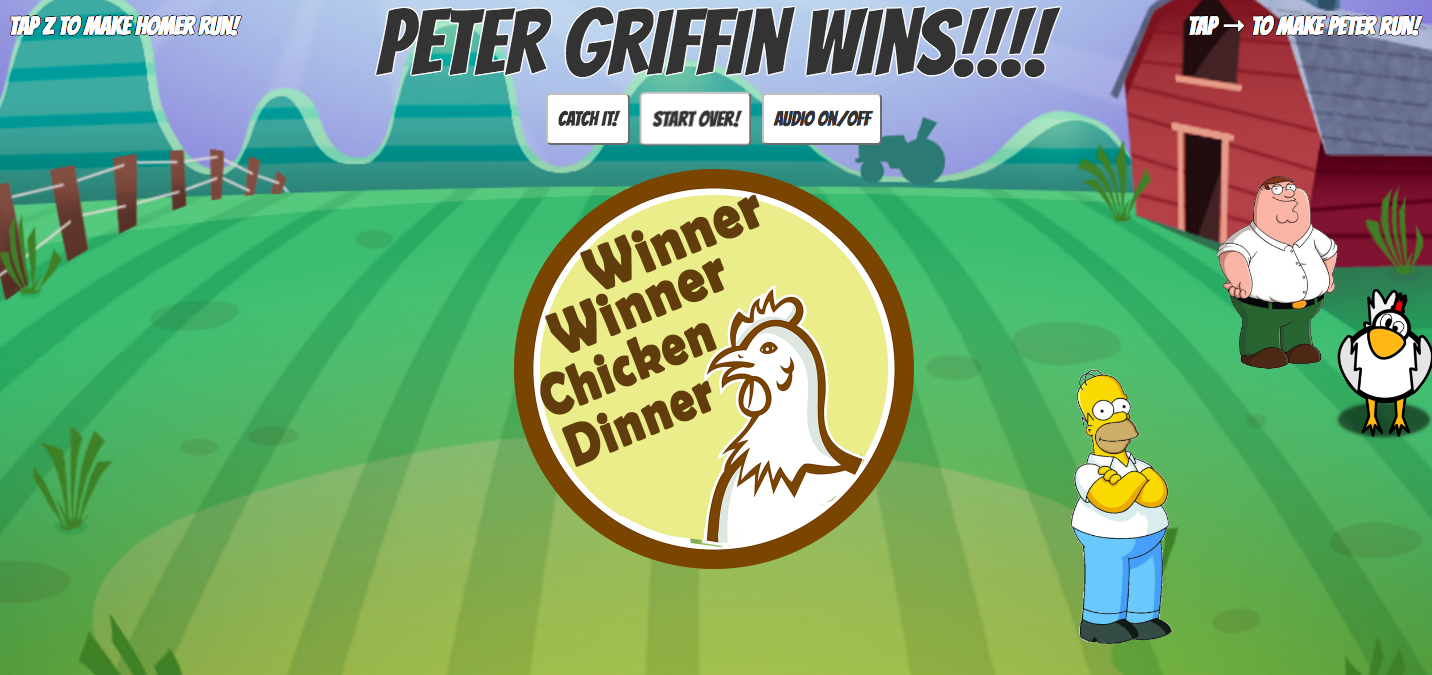 TAP Z TO MAKE HOMER RUN!
PETER GRIFFIN WINS!!!!
TAP → TO MAKE PETER RUN!
CATCH IT!
START OVER!
AUDIO ON/OFF
Winner
Winner
Chicken
Dinner